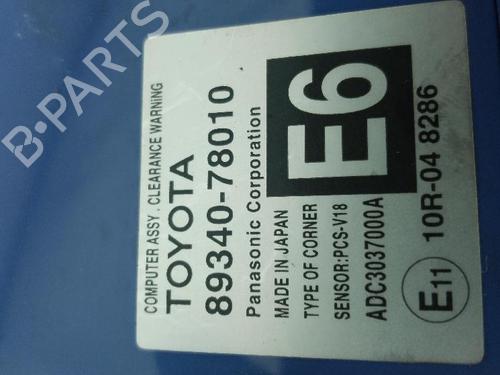 COMPUTER ASSY, CLEARANCE WARNING
TOYOTA
89340-78010
Panasonic Corporation
MADE IN JAPAN
TYPE OF CORNER
SENSOR:PCS-V18
ADC3037000A
E6
E11
10R-04 8286
B·PARTS